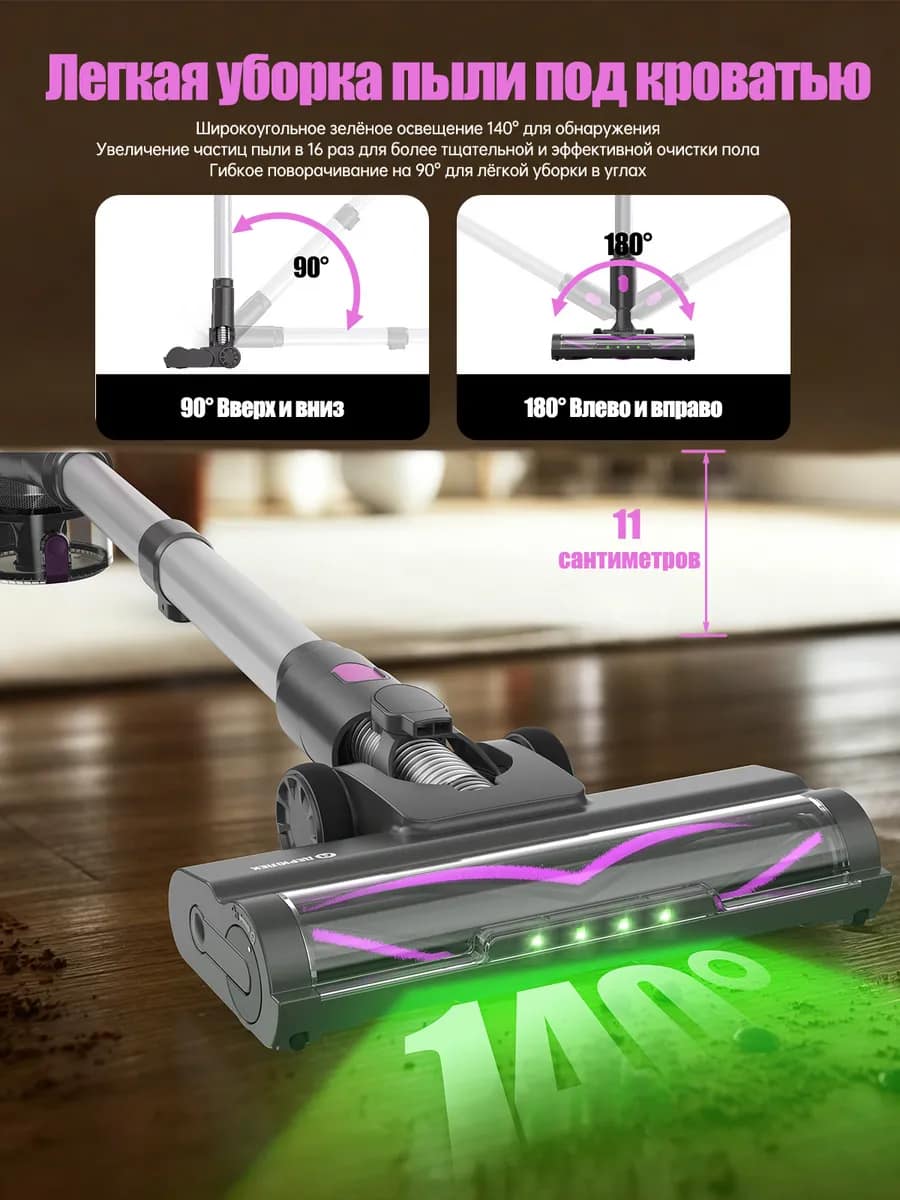 Легкая уборка пыли под кроватью
Широкоугольное зелёное освещение 140° для обнаружения
Увеличение частиц пыли в 16 раз для более тщательной и эффективной очистки пола
Гибкое поворачивание на 90° для лёгкой уборки в углах
90°
180°
90° Вверх и вниз
180° Влево и вправо
11
сантиметров
140°